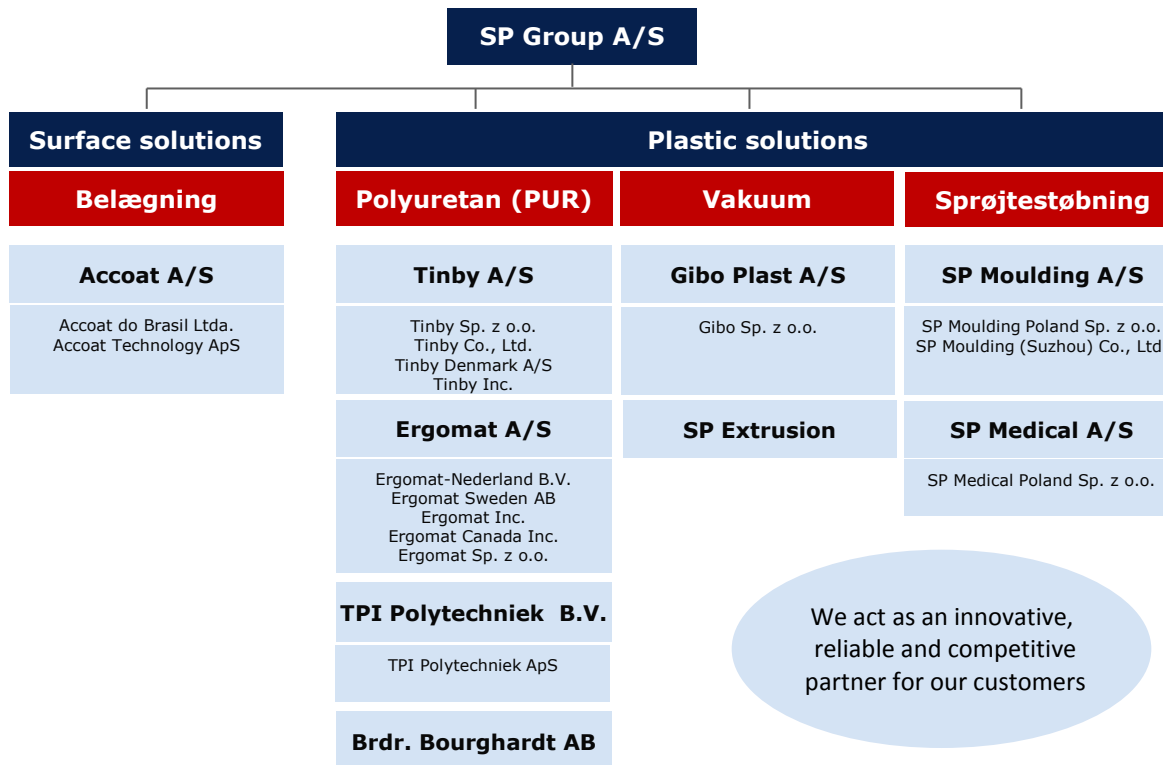 SP Group A/S
Surface solutions
Belægning
Accoat A/S
Accoat do Brasil Ltda.
Accoat Technology ApS
Plastic solutions
Polyuretan (PUR)
Tinby A/S
Tinby Sp. z o.o.
Tinby Co., Ltd.
Tinby Denmark A/S
Tinby Inc.
Ergomat A/S
Ergomat-Nederland B.V.
Ergomat Sweden AB
Ergomat Inc.
Ergomat Canada Inc.
Ergomat Sp. z o.o.
TPI Polytechniek B.V.
TPI Polytechniek ApS
Brdr. Bourghardt AB
Vakuum
Gibo Plast A/S
Gibo Sp. z o.o.
SP Extrusion
Sprøjtestøbning
SP Moulding A/S
SP Moulding Poland Sp. z o.o.
SP Moulding (Suzhou) Co., Ltd
SP Medical A/S
SP Medical Poland Sp. z o.o.
We act as an innovative,
reliable and competitive
partner for our customers